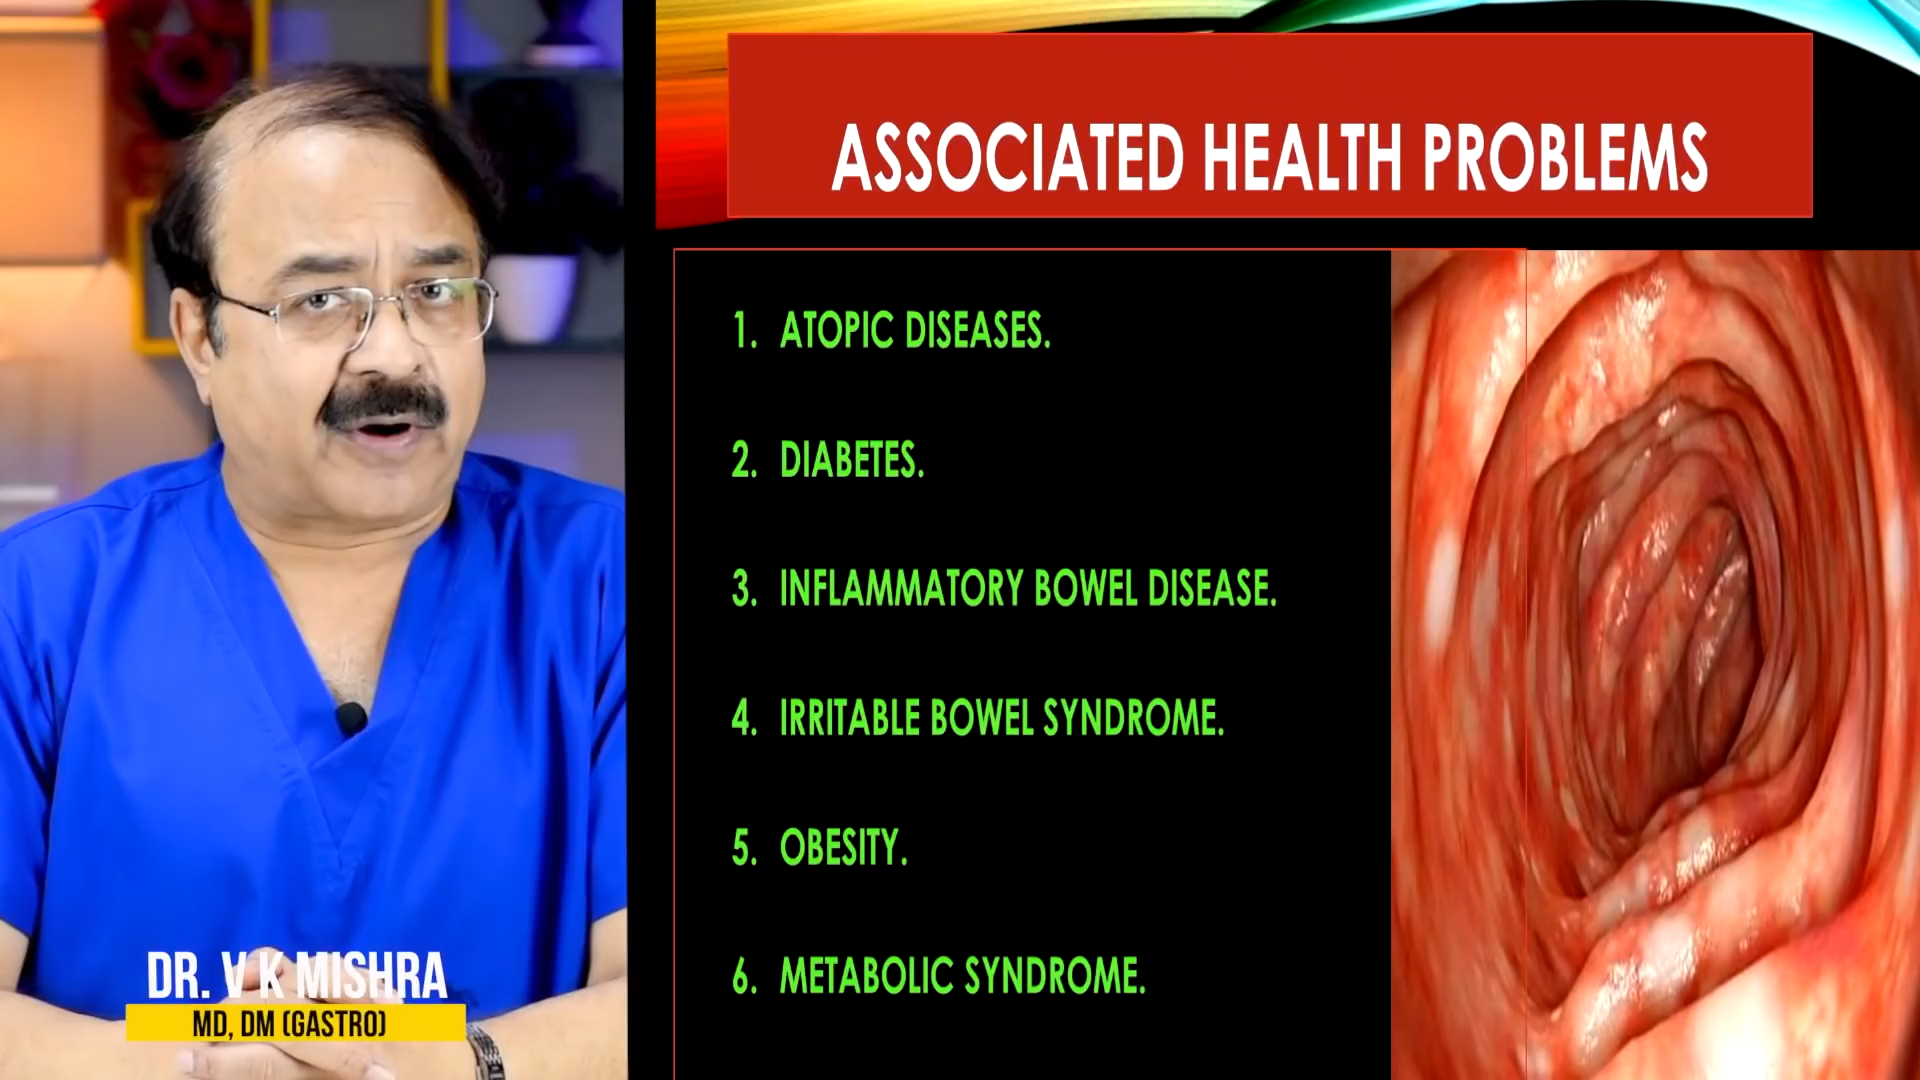 ASSOCIATED HEALTH PROBLEMS
1. ATOPIC DISEASES.
2. DIABETES.
3. INFLAMMATORY BOWEL DISEASE.
4. IRRITABLE BOWEL SYNDROME.
5. OBESITY.
6. METABOLIC SYNDROME.
DR. V K MISHRA
MD, DM (GASTRO)